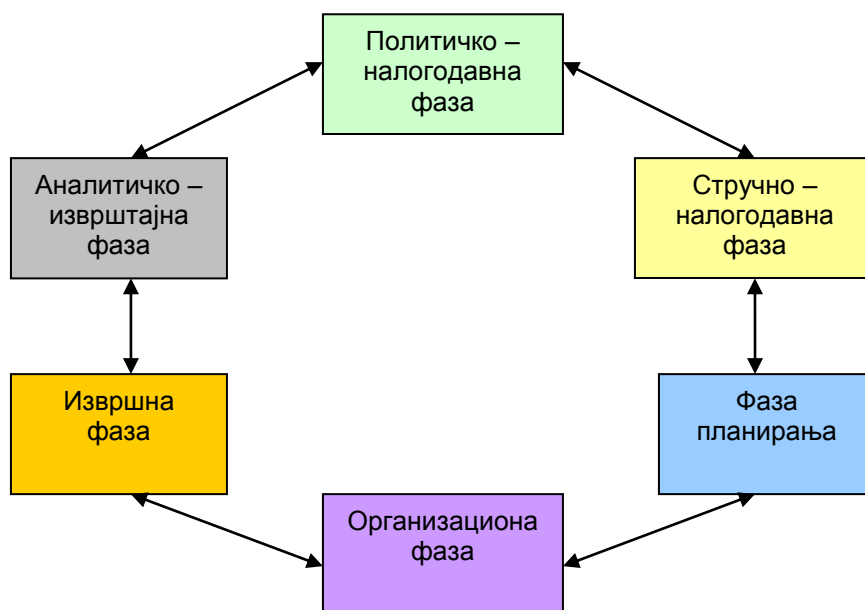 Политичко –
налогодавна
фаза
Аналитичко –
изврштајна
фаза
Стручно –
налогодавна
фаза
Извршна
фаза
Фаза
планирања
Организациона
фаза